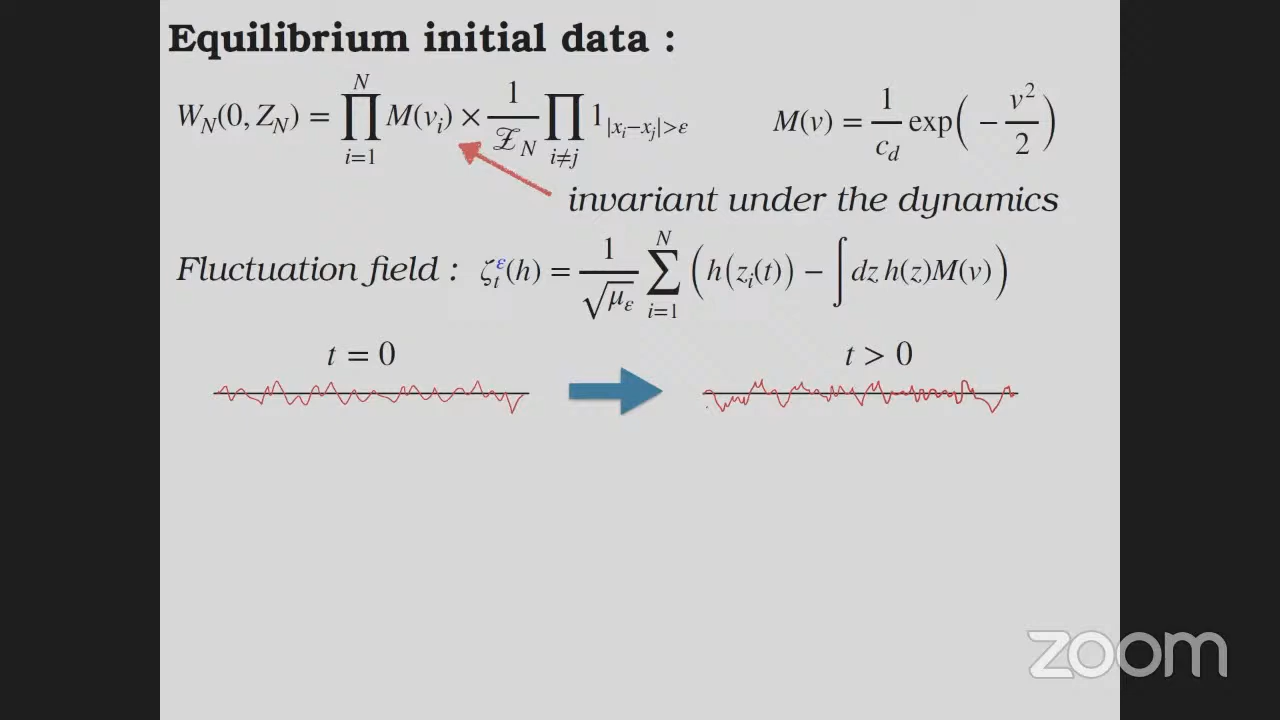 Equilibrium initial data :
W_N(0, Z_N) = ∏_{i=1}^{N} M(v_i) × 1/𝒵_N ∏_{i≠j} 1_{|x_i−x_j|>ε} M(v) = 1/c_d exp( − v²/2 )
invariant under the dynamics
Fluctuation field : ζ_t^ε(h) = 1/√μ_ε ∑_{i=1}^{N} ( h(z_i(t)) − ∫ dz h(z)M(v) )
t = 0 t > 0
zoom